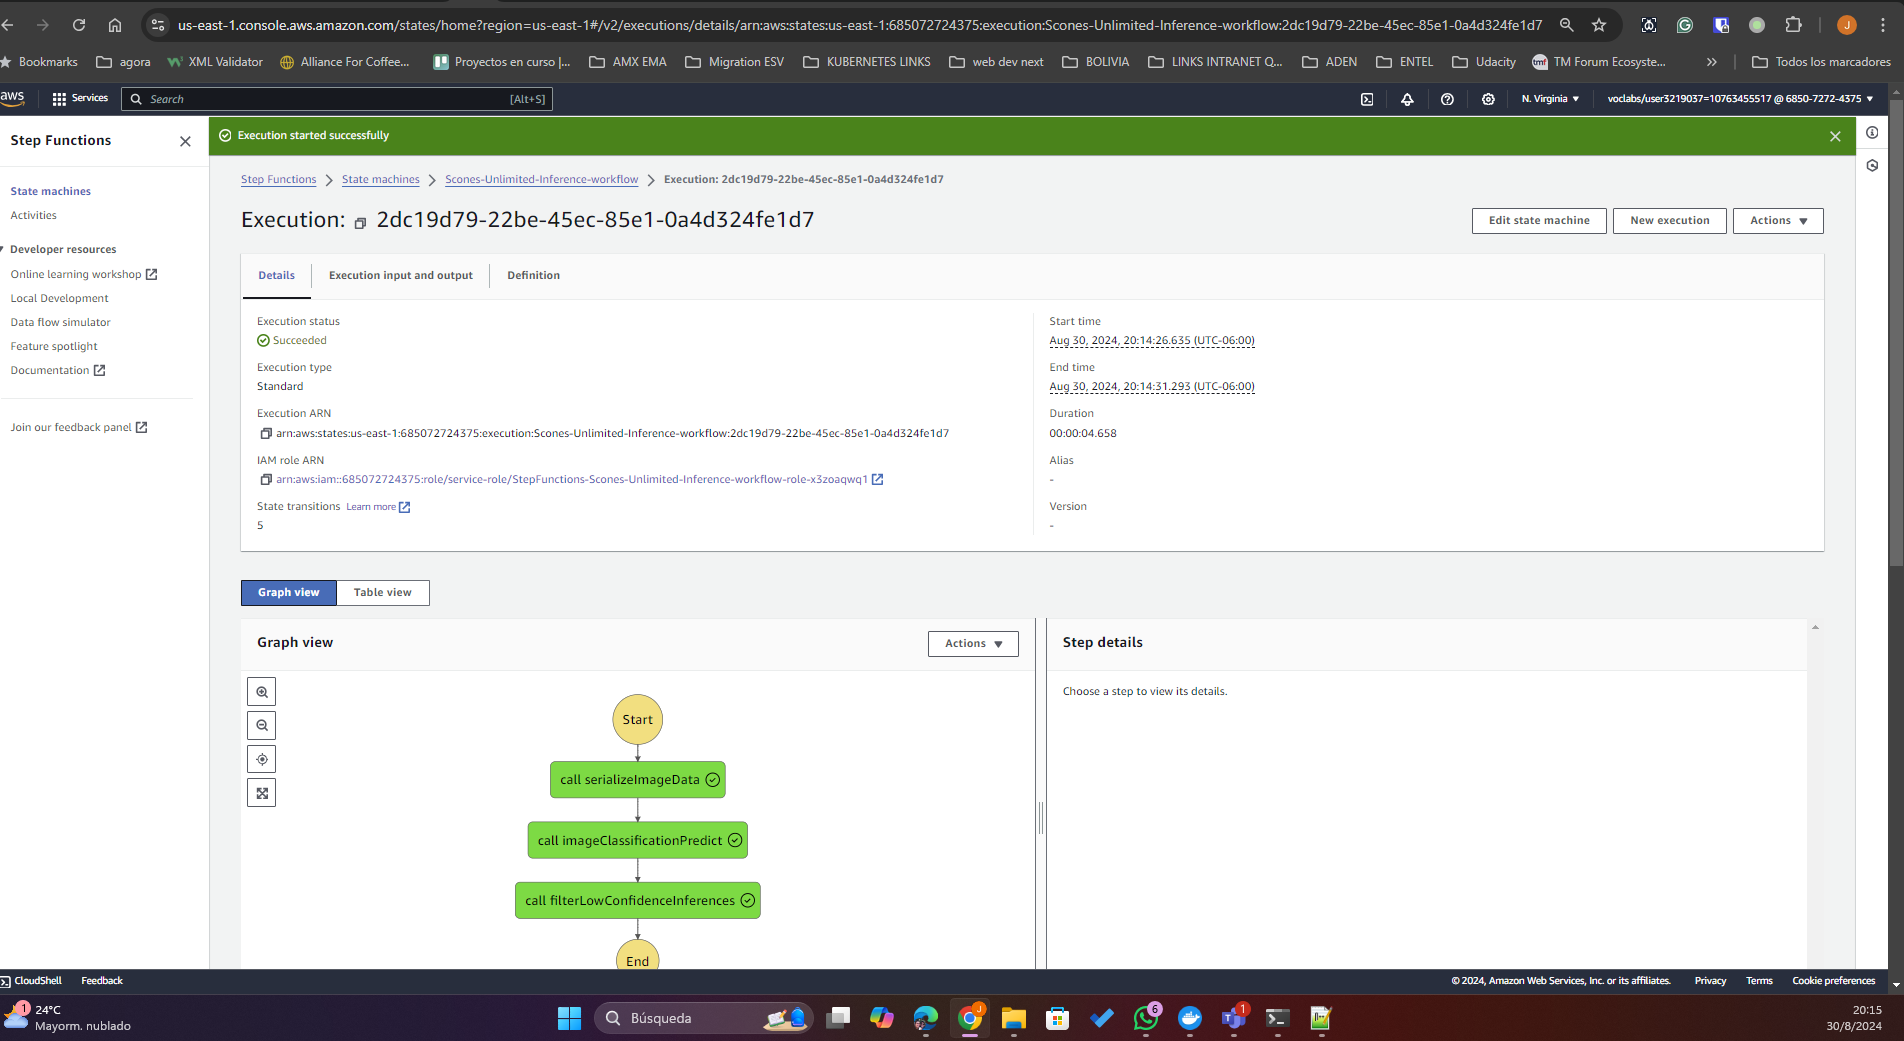 us-east-1.console.aws.amazon.com/states/home?region=us-east-1#/v2/executions/details/arn:aws:states:us-east-1:685072724375:execution:Scones-Unlimited-Inference-workflow:2dc19d79-22be-45ec-85e1-0a4d324fe1d7
J
Bookmarks agora XML Validator Alliance For Coffee... Proyectos en curso |... AMX EMA Migration ESV KUBERNETES LINKS web dev next BOLIVIA LINKS INTRANET Q... ADEN ENTEL Udacity tmf TM Forum Ecosyste... » Todos los marcadores
aws Services Search [Alt+S] N. Virginia voclabs/user3219037=10763455517 @ 6850-7272-4375
Step Functions
State machines
Activities
Developer resources
Online learning workshop
Local Development
Data flow simulator
Feature spotlight
Documentation
Join our feedback panel
Execution started successfully
Step Functions > State machines > Scones-Unlimited-Inference-workflow > Execution: 2dc19d79-22be-45ec-85e1-0a4d324fe1d7
Execution: 2dc19d79-22be-45ec-85e1-0a4d324fe1d7
Edit state machine New execution Actions
Details Execution input and output Definition
Execution status
Succeeded
Execution type
Standard
Execution ARN
arn:aws:states:us-east-1:685072724375:execution:Scones-Unlimited-Inference-workflow:2dc19d79-22be-45ec-85e1-0a4d324fe1d7
IAM role ARN
arn:aws:iam::685072724375:role/service-role/StepFunctions-Scones-Unlimited-Inference-workflow-role-x3zoaqwq1
State transitions Learn more
5
Start time
Aug 30, 2024, 20:14:26.635 (UTC-06:00)
End time
Aug 30, 2024, 20:14:31.293 (UTC-06:00)
Duration
00:00:04.658
Alias
-
Version
-
Graph view Table view
Graph view
Actions
Start
call serializeImageData
call imageClassificationPredict
call filterLowConfidenceInferences
End
Step details
Choose a step to view its details.
CloudShell Feedback © 2024, Amazon Web Services, Inc. or its affiliates. Privacy Terms Cookie preferences
1
24°C
Mayorm. nublado
Búsqueda
J
6
1
20:15
30/8/2024